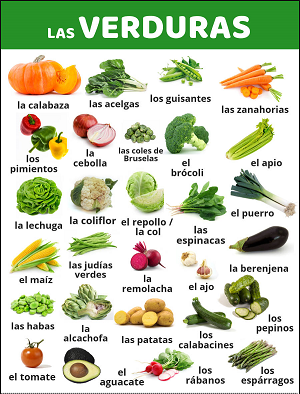 LAS VERDURAS
la calabaza
las acelgas
los guisantes
las zanahorias
los
pimientos
la
cebolla
las coles de
Bruselas
el
brócoli
el apio
la lechuga
la coliflor
el repollo /
la col
las
espinacas
el puerro
el maíz
las judías
verdes
la
remolacha
el ajo
la berenjena
las habas
la
alcachofa
las patatas
los
calabacines
los
pepinos
el tomate
el
aguacate
los
rábanos
los
espárragos